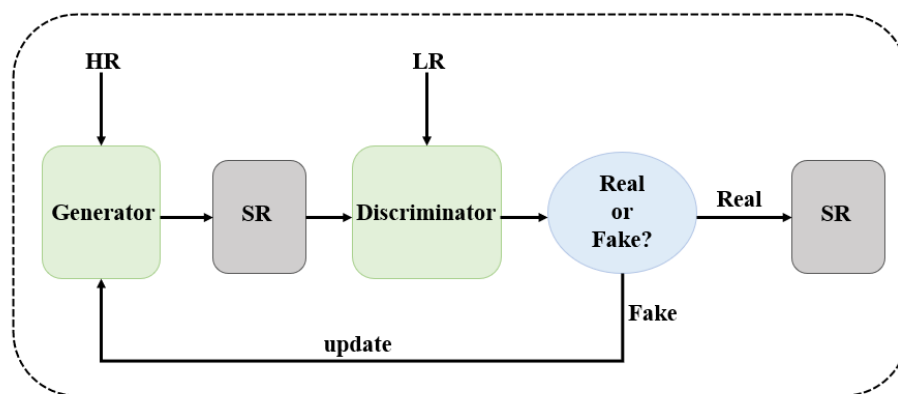 HR
LR
Generator
SR
Discriminator
Real
or
Fake?
Real
SR
Fake
update